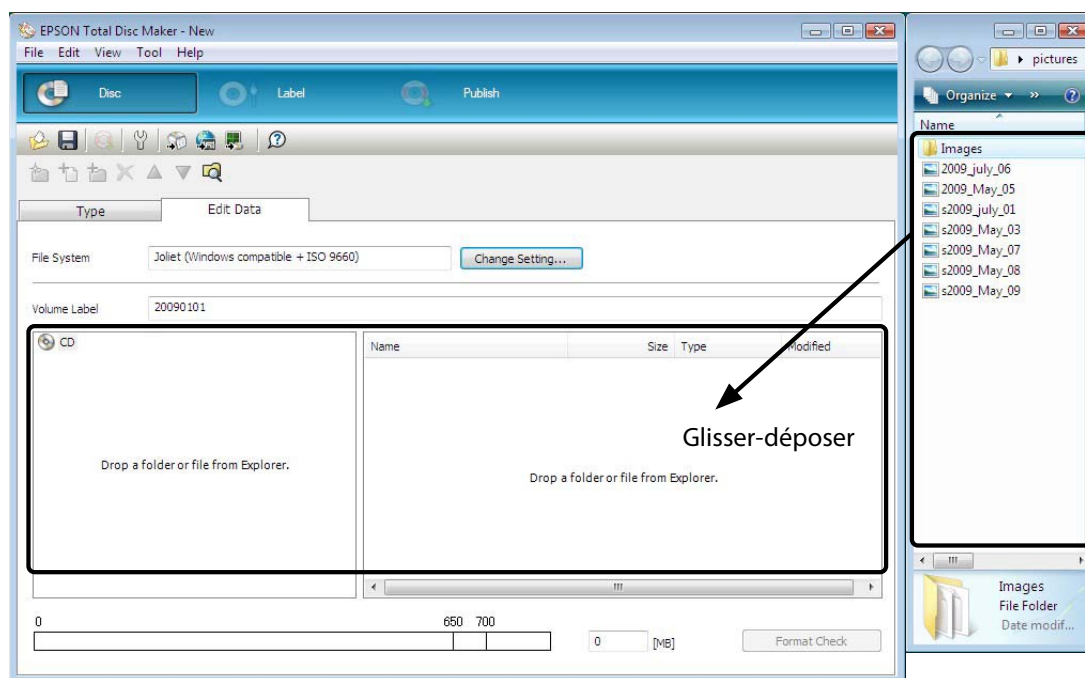 EPSON Total Disc Maker - New
File Edit View Tool Help
Disc
Label
Publish
Type
Edit Data
File System
Joliet (Windows compatible + ISO 9660)
Change Setting...
Volume Label
20090101
CD
Drop a folder or file from Explorer.
Name Size Type Modified
Glisser-déposer
Drop a folder or file from Explorer.
0 650 700
0 [MB]
Format Check
pictures
Organize
Name
Images
2009_july_06
2009_May_05
s2009_july_01
s2009_May_03
s2009_May_07
s2009_May_08
s2009_May_09
Images
File Folder
Date modif...